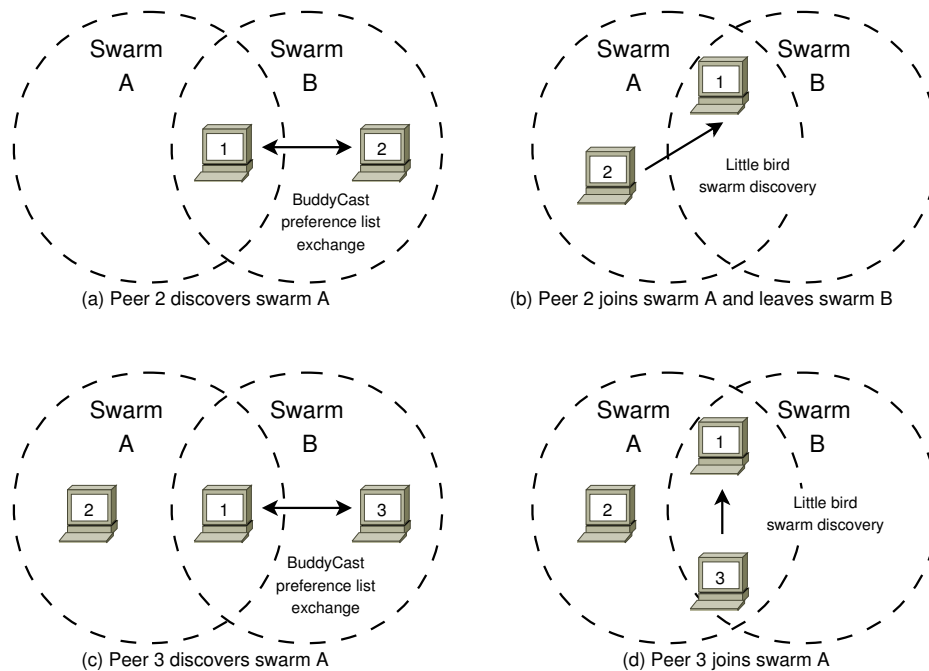 Swarm
A
Swarm
B
1
2
BuddyCast
preference list
exchange
(a) Peer 2 discovers swarm A
Swarm
A
Swarm
B
1
2
Little bird
swarm discovery
(b) Peer 2 joins swarm A and leaves swarm B
Swarm
A
Swarm
B
2
1
3
BuddyCast
preference list
exchange
(c) Peer 3 discovers swarm A
Swarm
A
Swarm
B
1
2
Little bird
swarm discovery
3
(d) Peer 3 joins swarm A